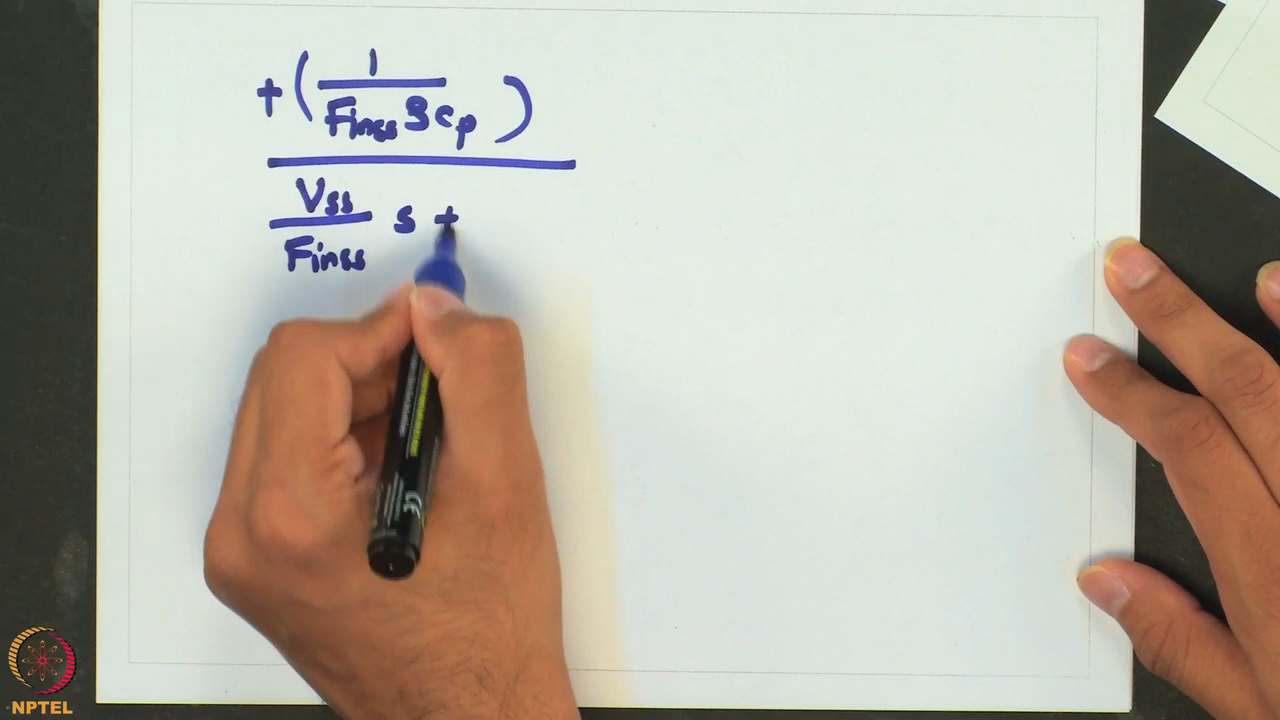 + ( 1
Finss ρ cp )
Vss
Finss s +
NPTEL